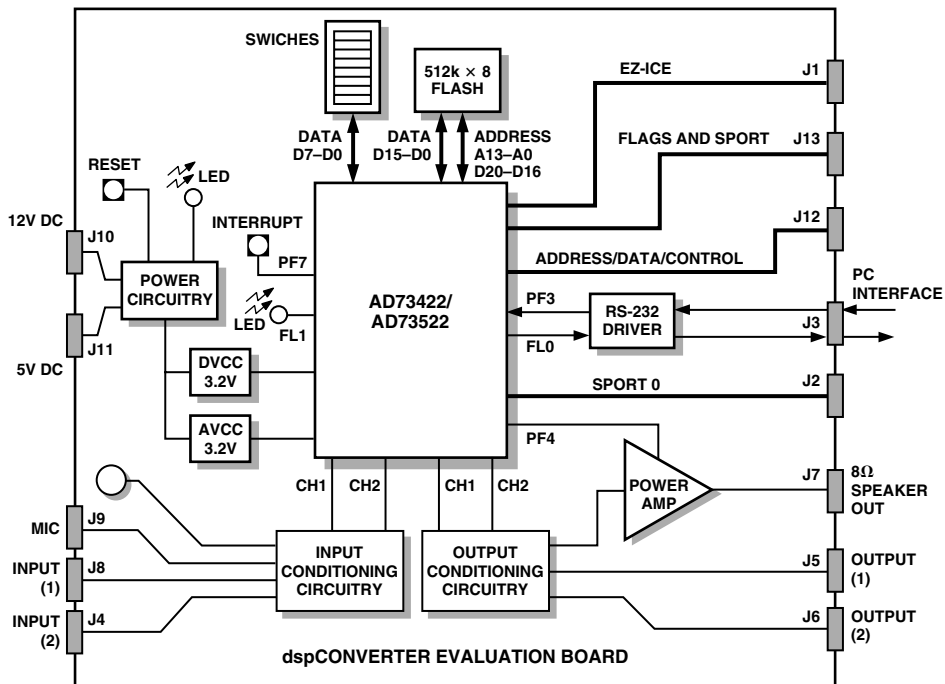 SWICHES
512k × 8
FLASH
EZ-ICE
J1
DATA
D7–D0
DATA
D15–D0
ADDRESS
A13–A0
D20–D16
FLAGS AND SPORT
J13
RESET
LED
12V DC
J10
INTERRUPT
PF7
J12
ADDRESS/DATA/CONTROL
POWER
CIRCUITRY
AD73422/
AD73522
PF3
RS-232
DRIVER
PC
INTERFACE
LED
FL1
FL0
J3
J11
5V DC
DVCC
3.2V
SPORT 0
J2
AVCC
3.2V
PF4
CH1
CH2
CH1
CH2
POWER
AMP
J7
8Ω
SPEAKER
OUT
MIC
J9
INPUT
(1)
J8
INPUT
CONDITIONING
CIRCUITRY
OUTPUT
CONDITIONING
CIRCUITRY
J5
OUTPUT
(1)
INPUT
(2)
J4
J6
OUTPUT
(2)
dspCONVERTER EVALUATION BOARD